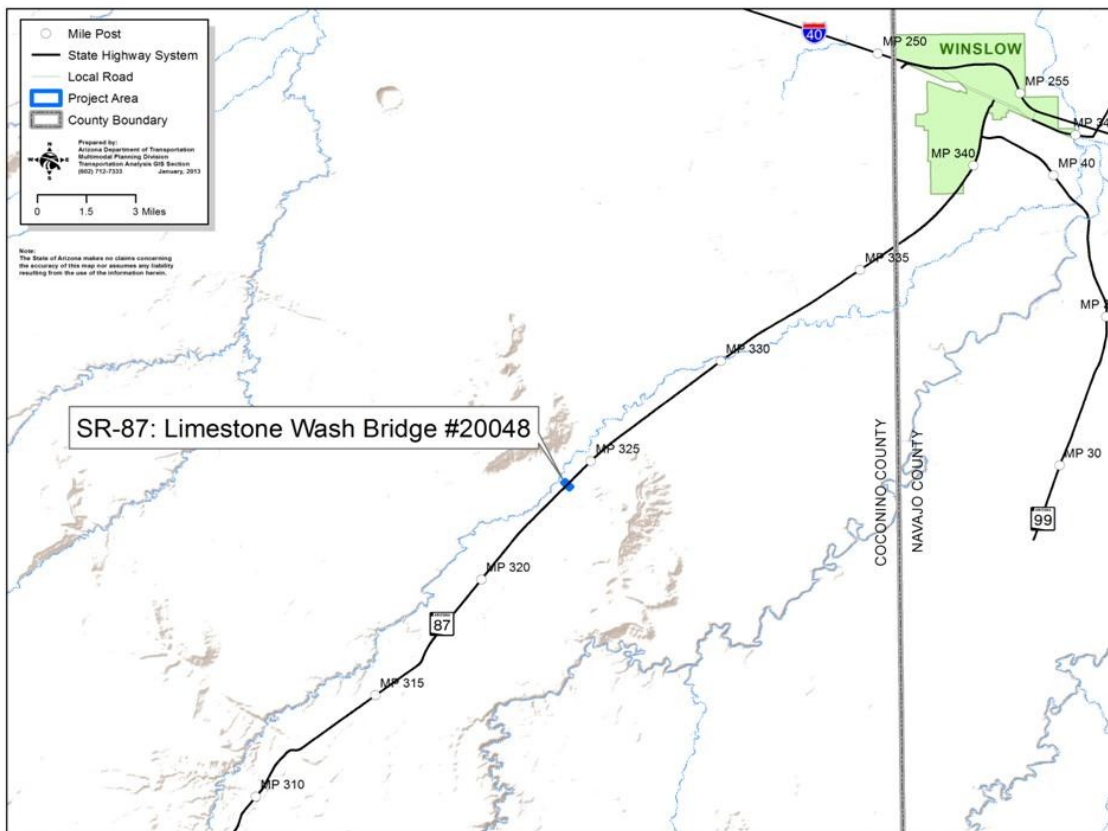 Mile Post
State Highway System
Local Road
Project Area
County Boundary
N
W E
S
Prepared by:
Arizona Department of Transportation
Multimodal Planning Division
Transportation Analysis GIS Section
(602) 712-7333 January, 2013
0 1.5 3 Miles
Note:
The State of Arizona makes no claims concerning
the accuracy of this map nor assumes any liability
resulting from the use of the information herein.
40
MP 250
WINSLOW
MP 255
MP 34
MP 340
MP 40
MP 335
MP 330
SR-87: Limestone Wash Bridge #20048
MP 325
COCONINO COUNTY
NAVAJO COUNTY
MP 30
ARIZONA
99
MP 320
ARIZONA
87
MP 315
MP 310